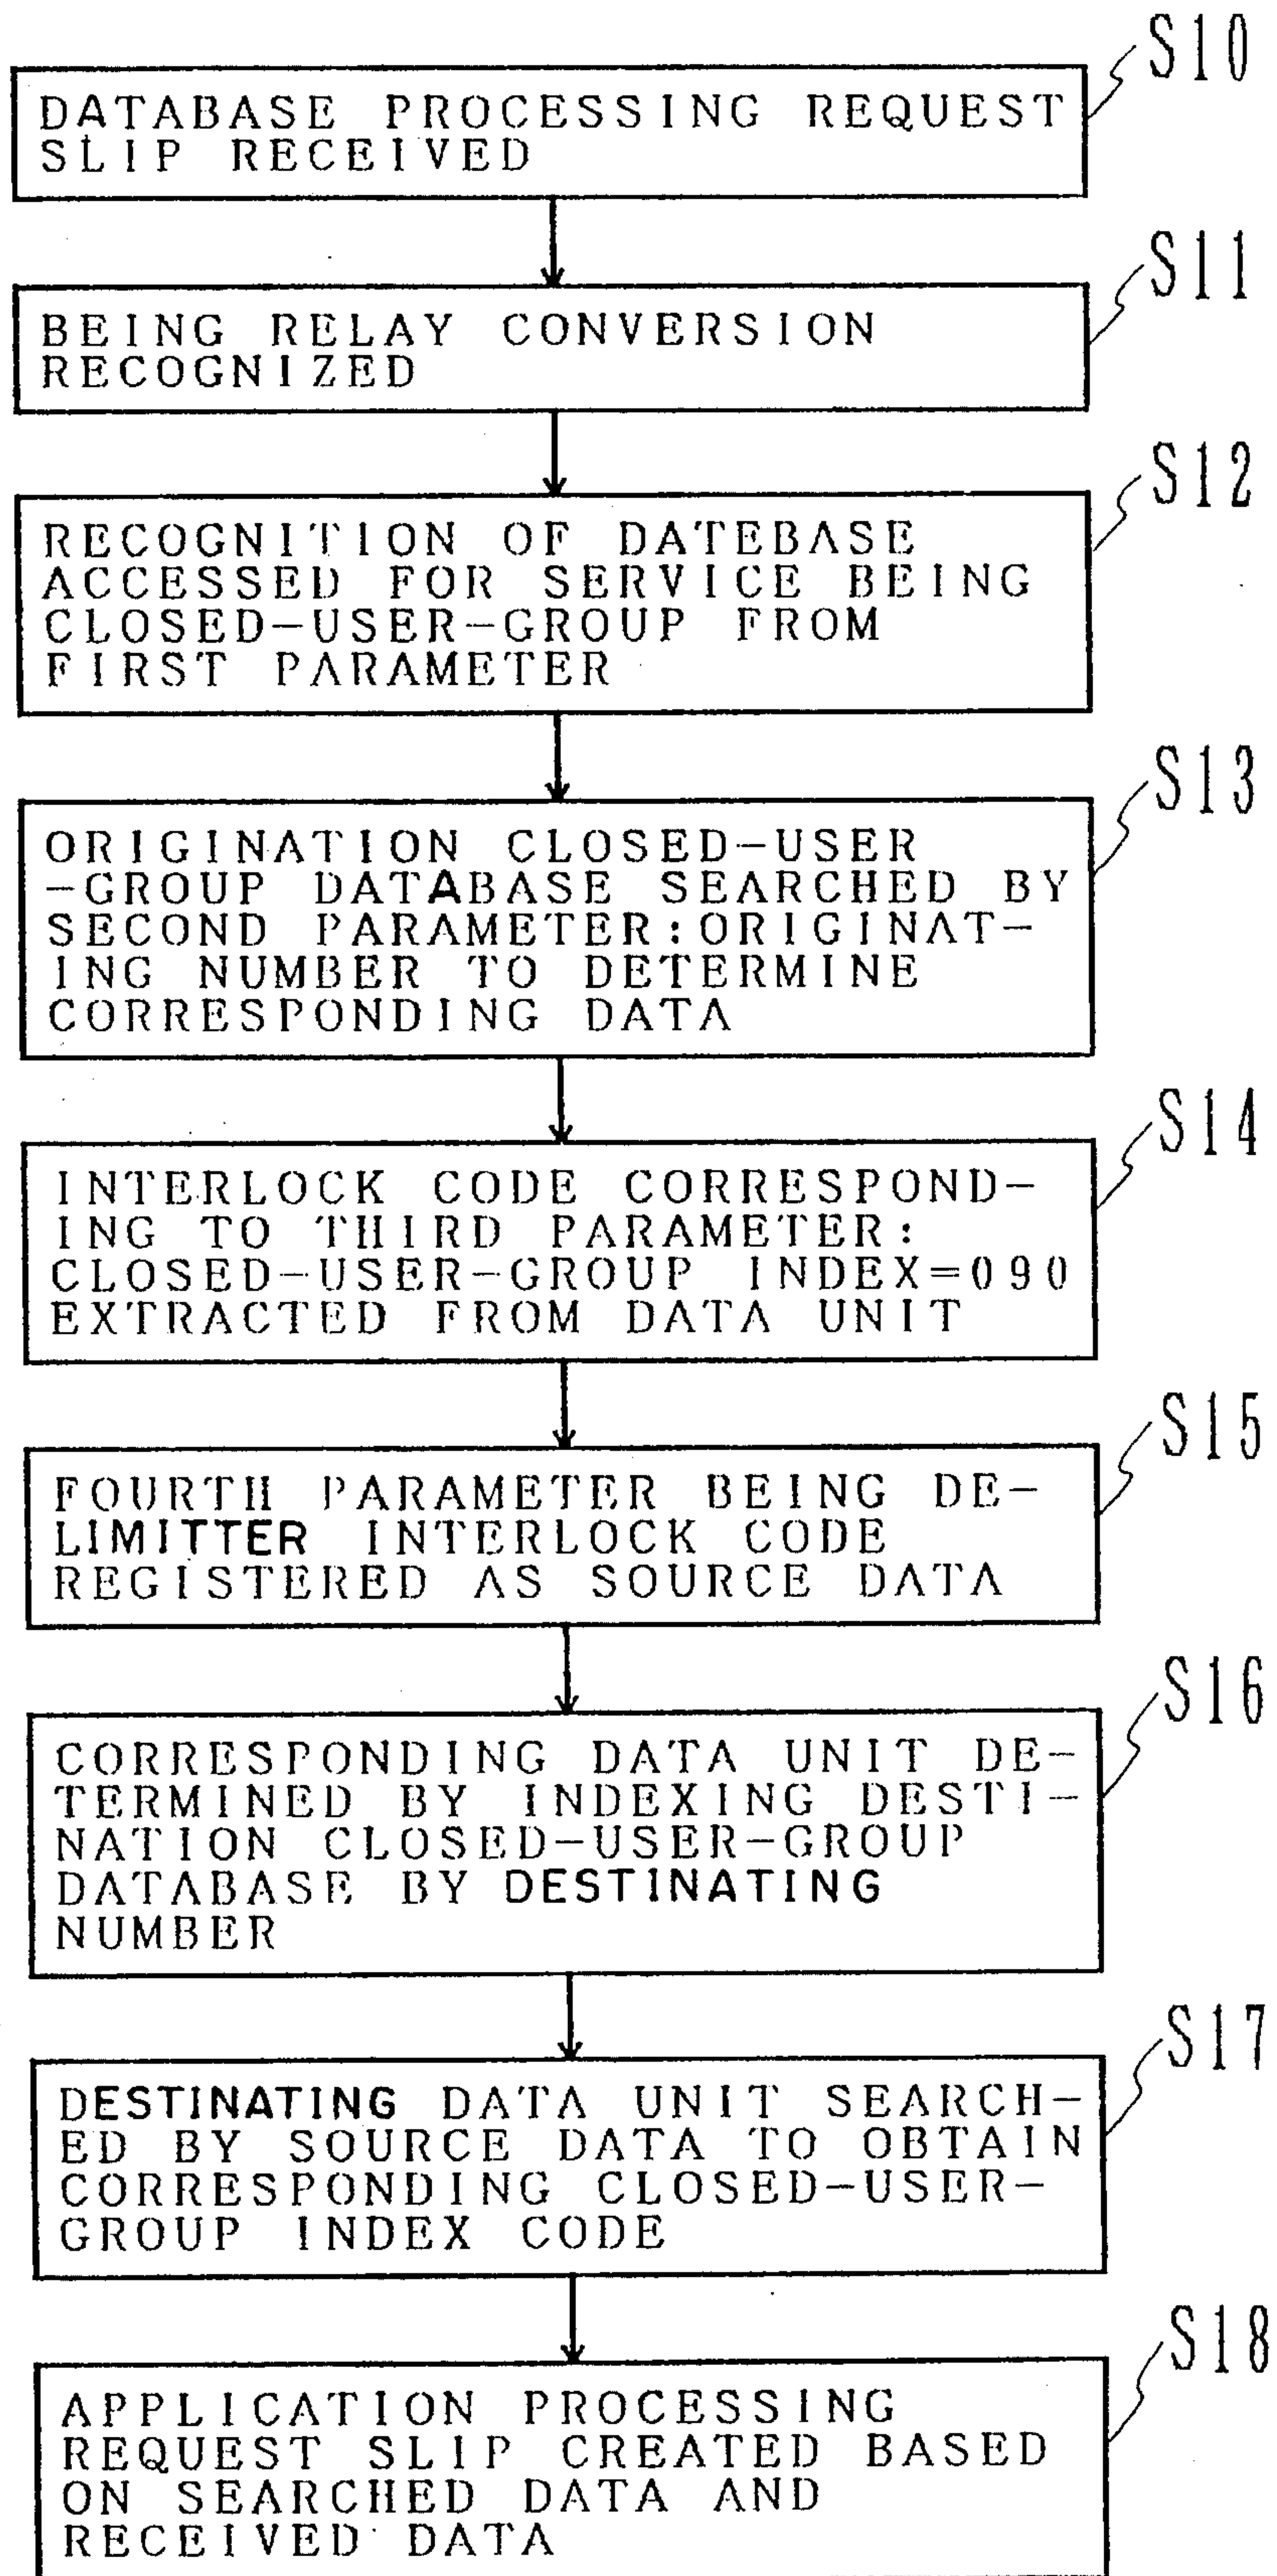 S10
DATABASE PROCESSING REQUEST
SLIP RECEIVED
S11
BEING RELAY CONVERSION
RECOGNIZED
S12
RECOGNITION OF DATEBASE
ACCESSED FOR SERVICE BEING
CLOSED-USER-GROUP FROM
FIRST PARAMETER
S13
ORIGINATION CLOSED-USER
-GROUP DATABASE SEARCHED BY
SECOND PARAMETER:ORIGINAT-
ING NUMBER TO DETERMINE
CORRESPONDING DATA
S14
INTERLOCK CODE CORRESPOND-
ING TO THIRD PARAMETER:
CLOSED-USER-GROUP INDEX=090
EXTRACTED FROM DATA UNIT
S15
FOURTH PARAMETER BEING DE-
LIMITTER INTERLOCK CODE
REGISTERED AS SOURCE DATA
S16
CORRESPONDING DATA UNIT DE-
TERMINED BY INDEXING DESTI-
NATION CLOSED-USER-GROUP
DATABASE BY DESTINATING
NUMBER
S17
DESTINATING DATA UNIT SEARCH-
ED BY SOURCE DATA TO OBTAIN
CORRESPONDING CLOSED-USER-
GROUP INDEX CODE
S18
APPLICATION PROCESSING
REQUEST SLIP CREATED BASED
ON SEARCHED DATA AND
RECEIVED DATA